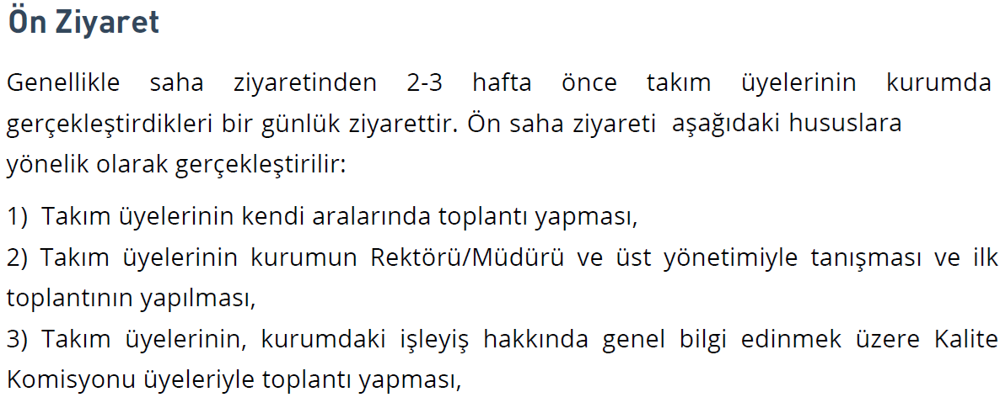 Ön Ziyaret
Genellikle saha ziyaretinden 2-3 hafta önce takım üyelerinin kurumda
gerçekleştirdikleri bir günlük ziyarettir. Ön saha ziyareti aşağıdaki hususlara
yönelik olarak gerçekleştirilir:
1) Takım üyelerinin kendi aralarında toplantı yapması,
2) Takım üyelerinin kurumun Rektörü/Müdürü ve üst yönetimiyle tanışması ve ilk
toplantının yapılması,
3) Takım üyelerinin, kurumdaki işleyiş hakkında genel bilgi edinmek üzere Kalite
Komisyonu üyeleriyle toplantı yapması,